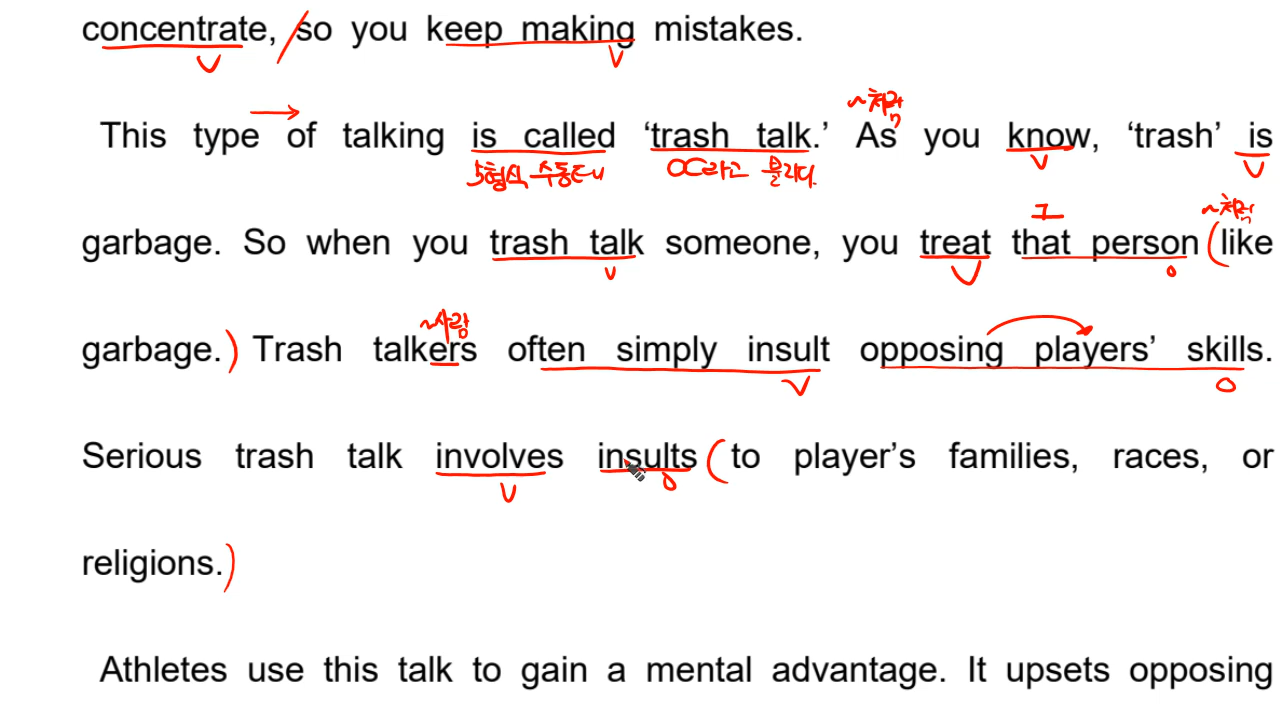 concentrate, so you keep making mistakes.
V V
~처럼
This type of talking is called ‘trash talk.’ As you know, ‘trash’ is
5형식 수동태 OC라고 불리다. V V
그 ~처럼
garbage. So when you trash talk someone, you treat that person (like
V V o
~사람
garbage.) Trash talkers often simply insult opposing players’ skills.
V O
Serious trash talk involves insults (to player’s families, races, or
V o
religions.)
Athletes use this talk to gain a mental advantage. It upsets opposing